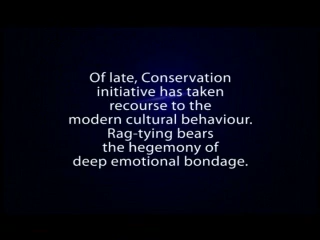 Of late, Conservation
initiative has taken
recourse to the
modern cultural behaviour.
Rag-tying bears
the hegemony of
deep emotional bondage.